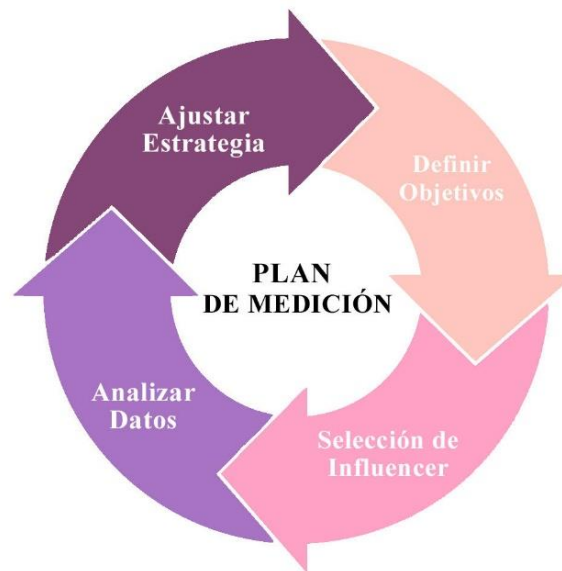 Ajustar
Estrategia
Definir
Objetivos
PLAN
DE MEDICIÓN
Analizar
Datos
Selección de
Influencer